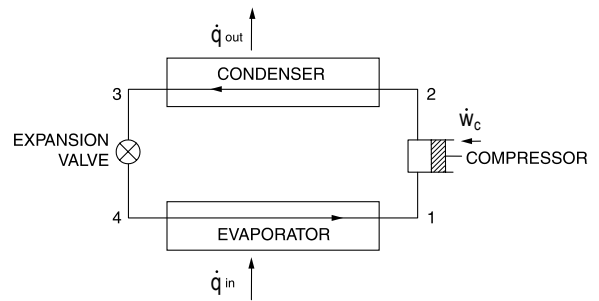 q̇ out
CONDENSER
3
2
ẇc
EXPANSION
VALVE
COMPRESSOR
4
1
EVAPORATOR
q̇ in